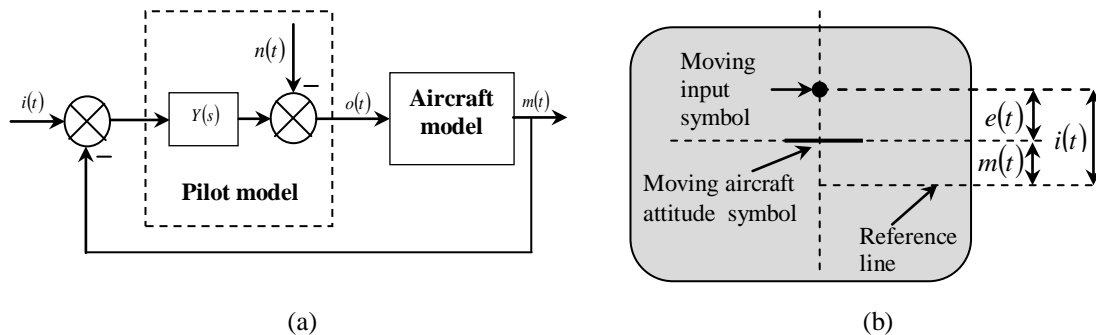 n(t)
i(t)
Y(s)
o(t)
Aircraft
model
m(t)
Pilot model
(a)
Moving
input
symbol
e(t)
i(t)
m(t)
Moving aircraft
attitude symbol
Reference
line
(b)